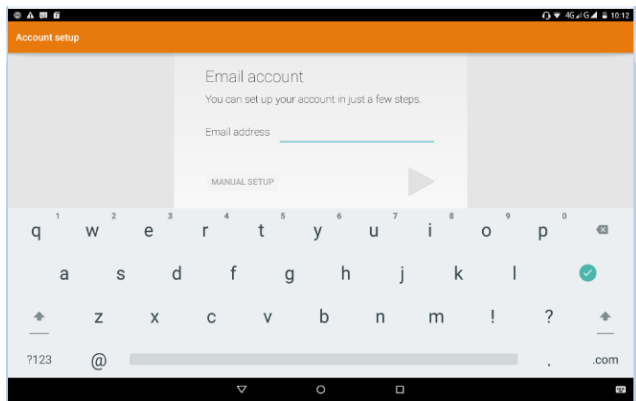 4G G 10:12
Account setup
Email account
You can set up your account in just a few steps.
Email address
MANUAL SETUP
1 2 3 4 5 6 7 8 9 0
q w e r t y u i o p
a s d f g h j k l
z x c v b n m ! ?
?123 @ . .com